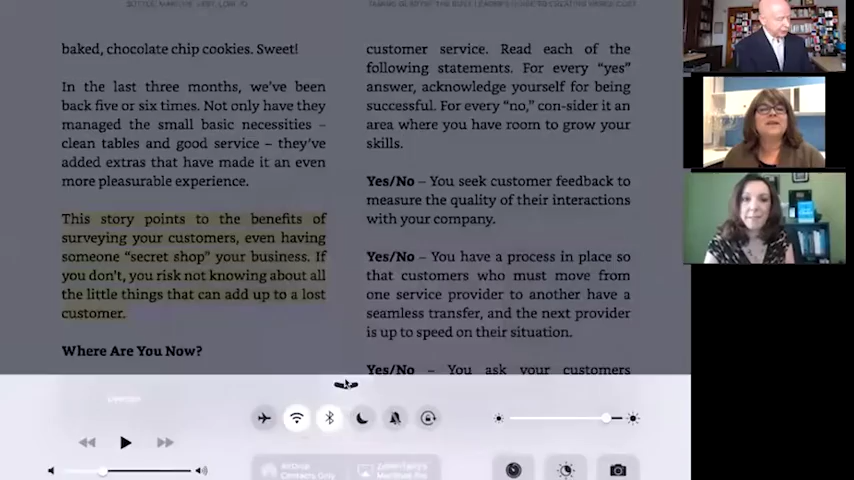 baked, chocolate chip cookies. Sweet!
In the last three months, we've been
back five or six times. Not only have they
managed the small basic necessities –
clean tables and good service – they've
added extras that have made it an even
more pleasurable experience.
This story points to the benefits of
surveying your customers, even having
someone "secret shop" your business. If
you don't, you risk not knowing about all
the little things that can add up to a lost
customer.
Where Are You Now?
customer service. Read each of the
following statements. For every "yes"
answer, acknowledge yourself for being
successful. For every "no," con-sider it an
area where you have room to grow your
skills.
Yes/No – You seek customer feedback to
measure the quality of their interactions
with your company.
Yes/No – You have a process in place so
that customers who must move from
one service provider to another have a
seamless transfer, and the next provider
is up to speed on their situation.
Yes/No – You ask your customers
AirDrop
Contacts Only